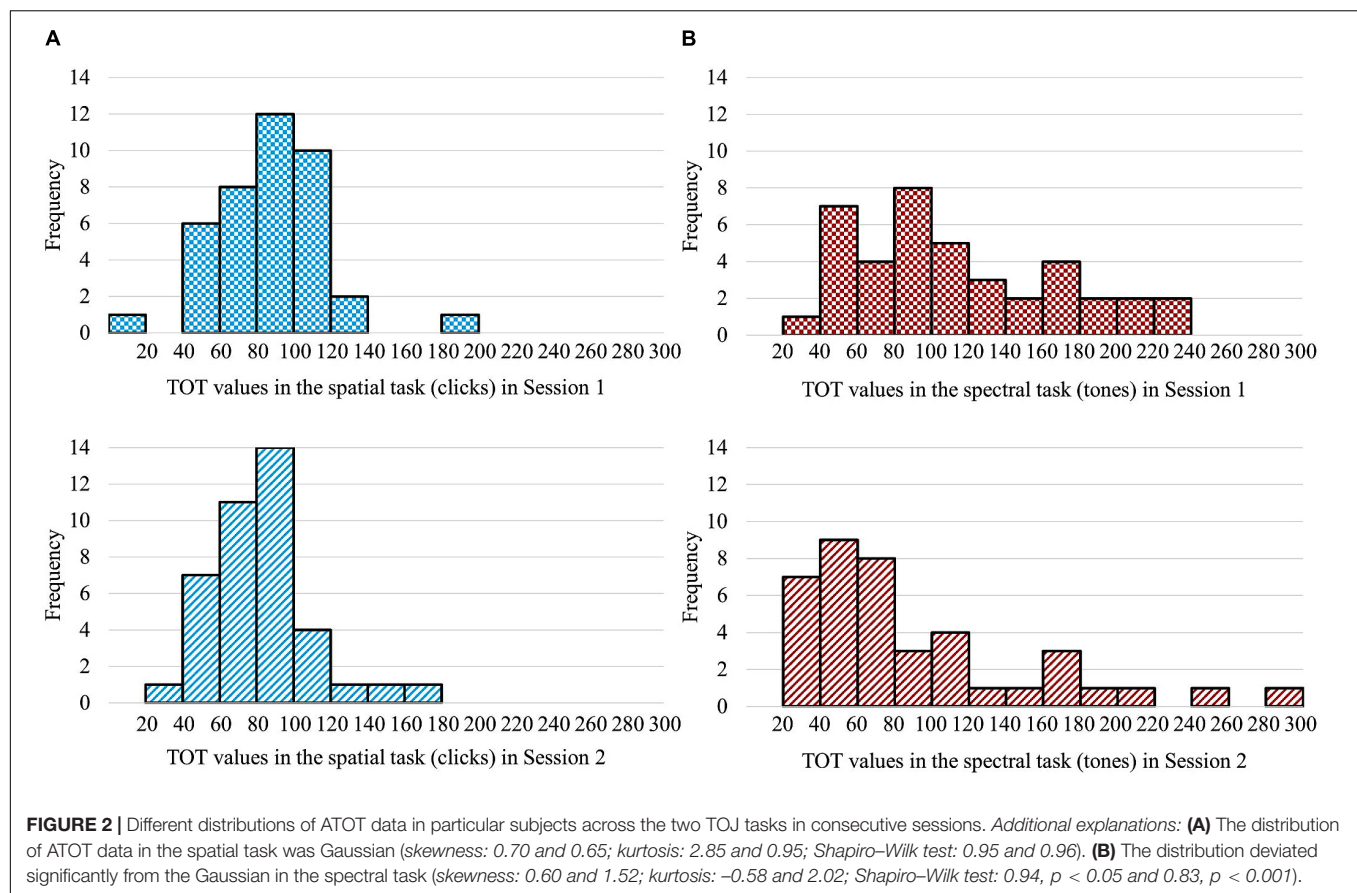 A
14
12
10
8
6
4
2
0
Frequency
20 40 60 80 100 120 140 160 180 200 220 240 260 280 300
TOT values in the spatial task (clicks) in Session 1
14
12
10
8
6
4
2
0
Frequency
20 40 60 80 100 120 140 160 180 200 220 240 260 280 300
TOT values in the spatial task (clicks) in Session 2
B
14
12
10
8
6
4
2
0
Frequency
20 40 60 80 100 120 140 160 180 200 220 240 260 280 300
TOT values in the spectral task (tones) in Session 1
14
12
10
8
6
4
2
0
Frequency
20 40 60 80 100 120 140 160 180 200 220 240 260 280 300
TOT values in the spectral task (tones) in Session 2
FIGURE 2 | Different distributions of ATOT data in particular subjects across the two TOJ tasks in consecutive sessions. Additional explanations: (A) The distribution
of ATOT data in the spatial task was Gaussian (skewness: 0.70 and 0.65; kurtosis: 2.85 and 0.95; Shapiro–Wilk test: 0.95 and 0.96). (B) The distribution deviated
significantly from the Gaussian in the spectral task (skewness: 0.60 and 1.52; kurtosis: –0.58 and 2.02; Shapiro–Wilk test: 0.94, p < 0.05 and 0.83, p < 0.001).